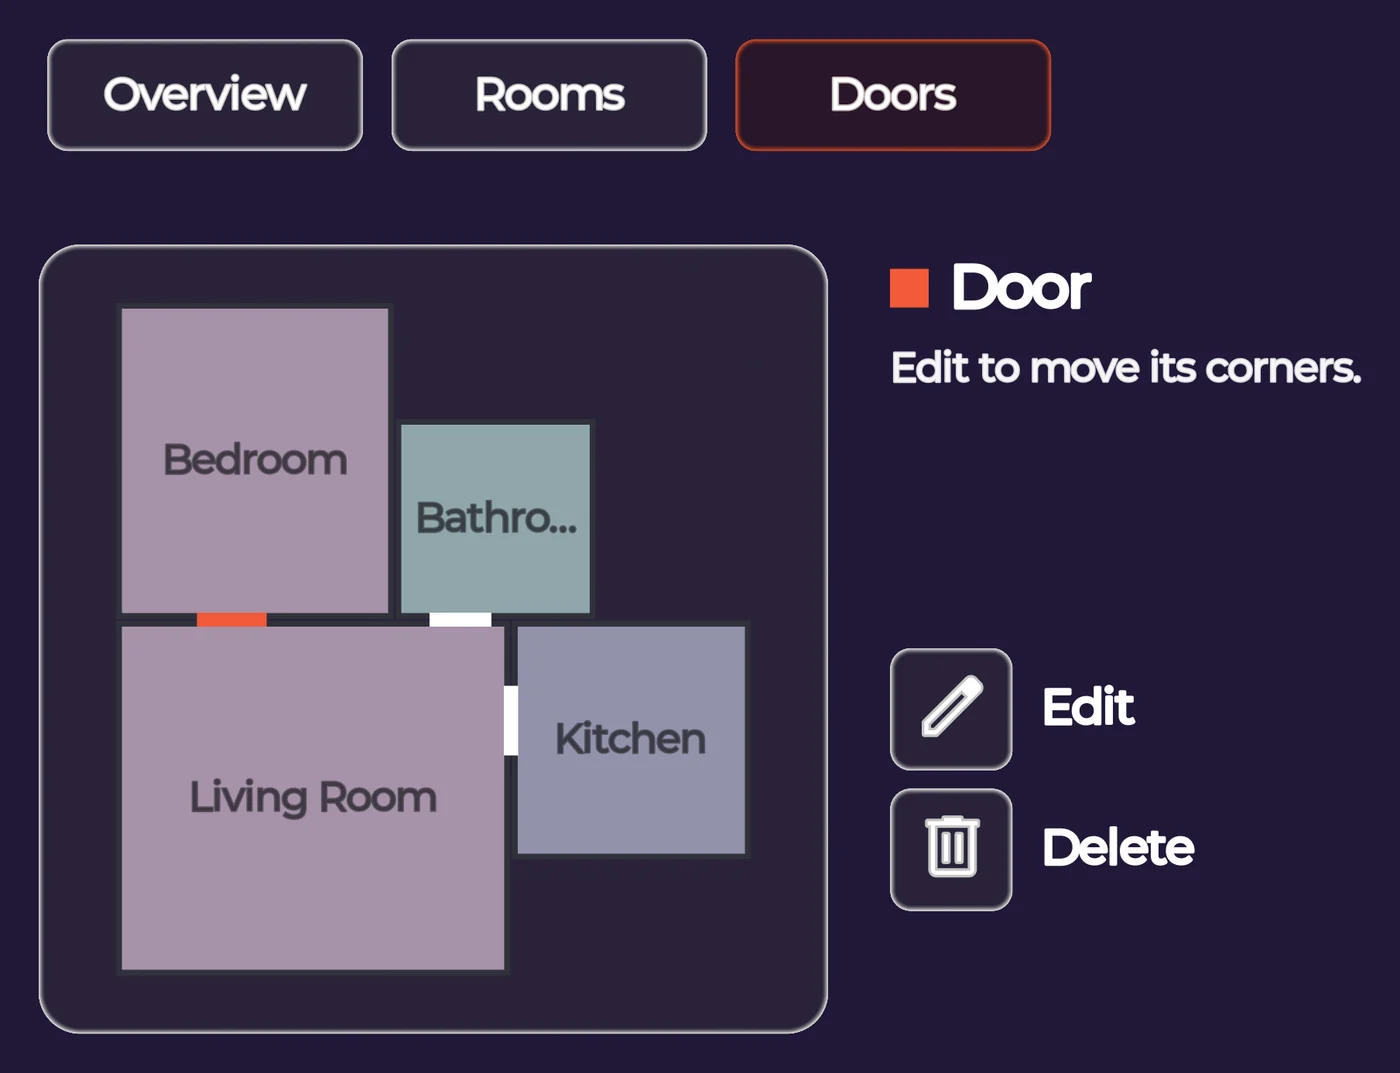 Overview
Rooms
Doors
Door
Edit to move its corners.
Bedroom
Bathro...
Living Room
Kitchen
Edit
Delete